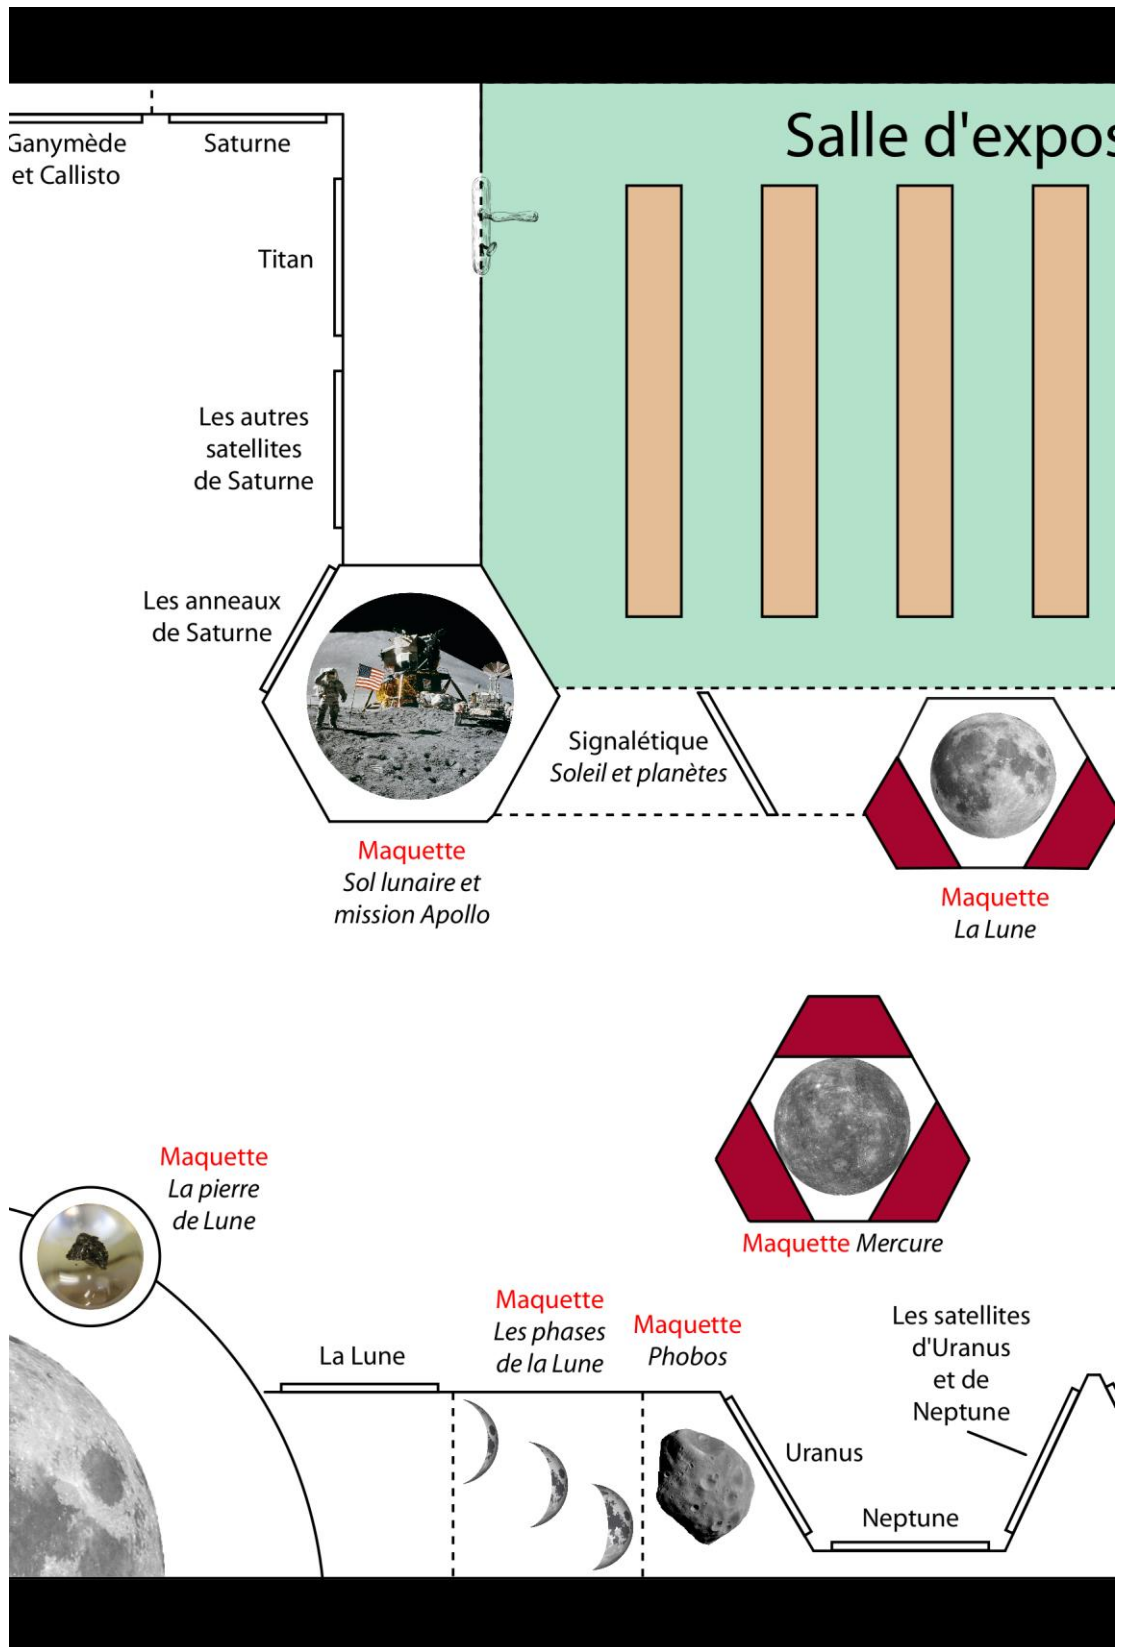 Salle d'expos
Ganymède
et Callisto
Saturne
Titan
Les autres
satellites
de Saturne
Les anneaux
de Saturne
Signalétique
Soleil et planètes
Maquette
Sol lunaire et
mission Apollo
Maquette
La Lune
Maquette
La pierre
de Lune
Maquette Mercure
La Lune
Maquette
Les phases
de la Lune
Maquette
Phobos
Uranus
Neptune
Les satellites
d'Uranus
et de
Neptune